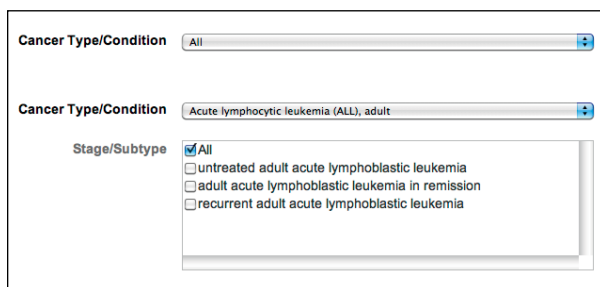 Cancer Type/Condition All
Cancer Type/Condition Acute lymphocytic leukemia (ALL), adult
Stage/Subtype All
untreated adult acute lymphoblastic leukemia
adult acute lymphoblastic leukemia in remission
recurrent adult acute lymphoblastic leukemia